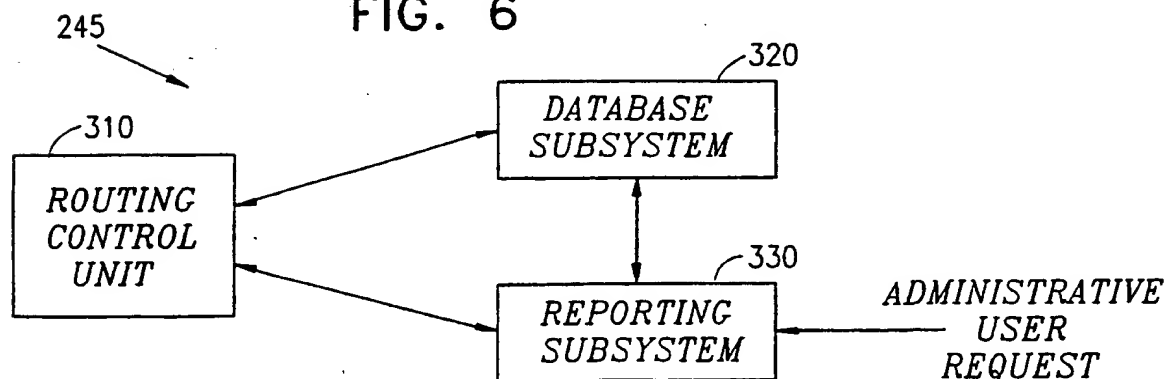 FIG. 6
245
320
DATABASE
SUBSYSTEM
310
ROUTING
CONTROL
UNIT
330
REPORTING
SUBSYSTEM
ADMINISTRATIVE
USER
REQUEST